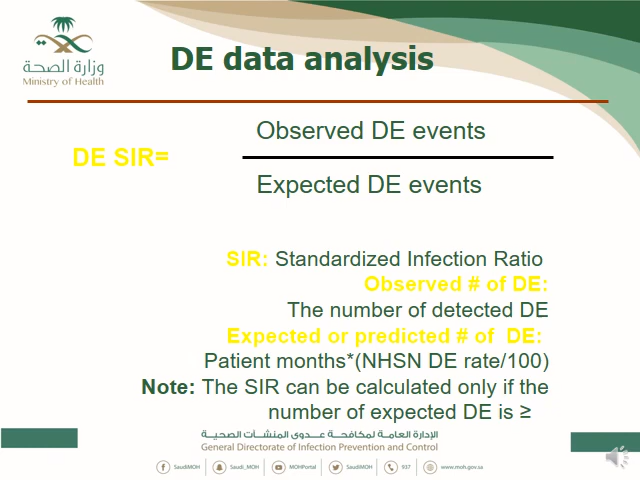 وزارة الصحة
Ministry of Health
DE data analysis
Observed DE events
DE SIR=
Expected DE events
SIR: Standardized Infection Ratio
Observed # of DE:
The number of detected DE
Expected or predicted # of DE:
Patient months*(NHSN DE rate/100)
Note: The SIR can be calculated only if the
number of expected DE is ≥
الإدارة العامة لمكافحة عدوى المنشآت الصحية
General Directorate of Infection Prevention and Control
SaudiMOH Saudi_MOH MOHPortal SaudiMOH 937 www.moh.gov.sa